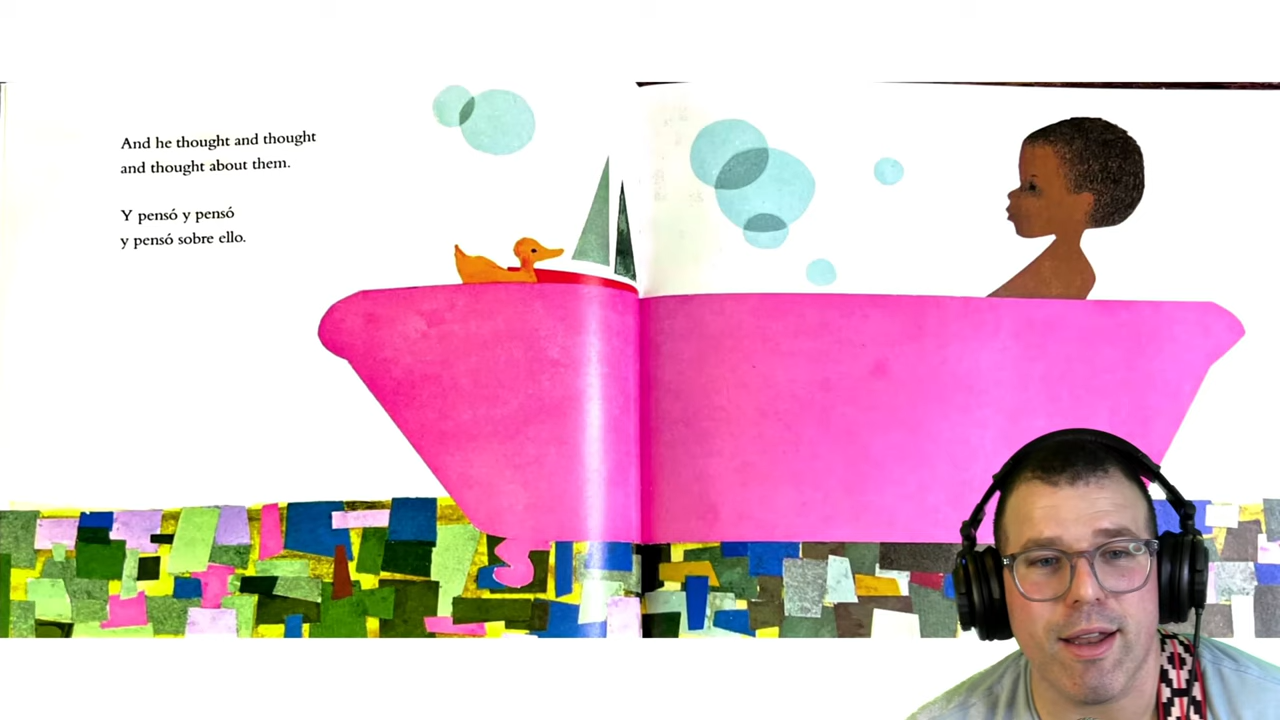 And he thought and thought
and thought about them.
Y pensó y pensó
y pensó sobre ello.